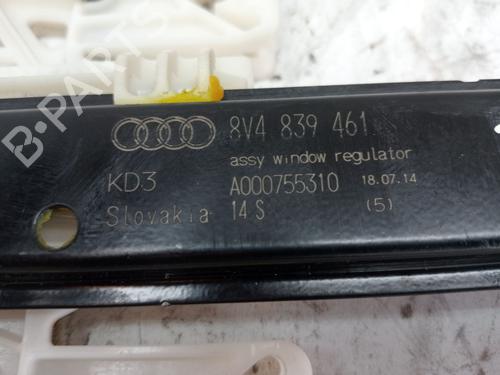 8V4 839 461
assy window regulator
KD3 A000755310 18.07.14
Slovakia 14 S (5)
B-PARTS